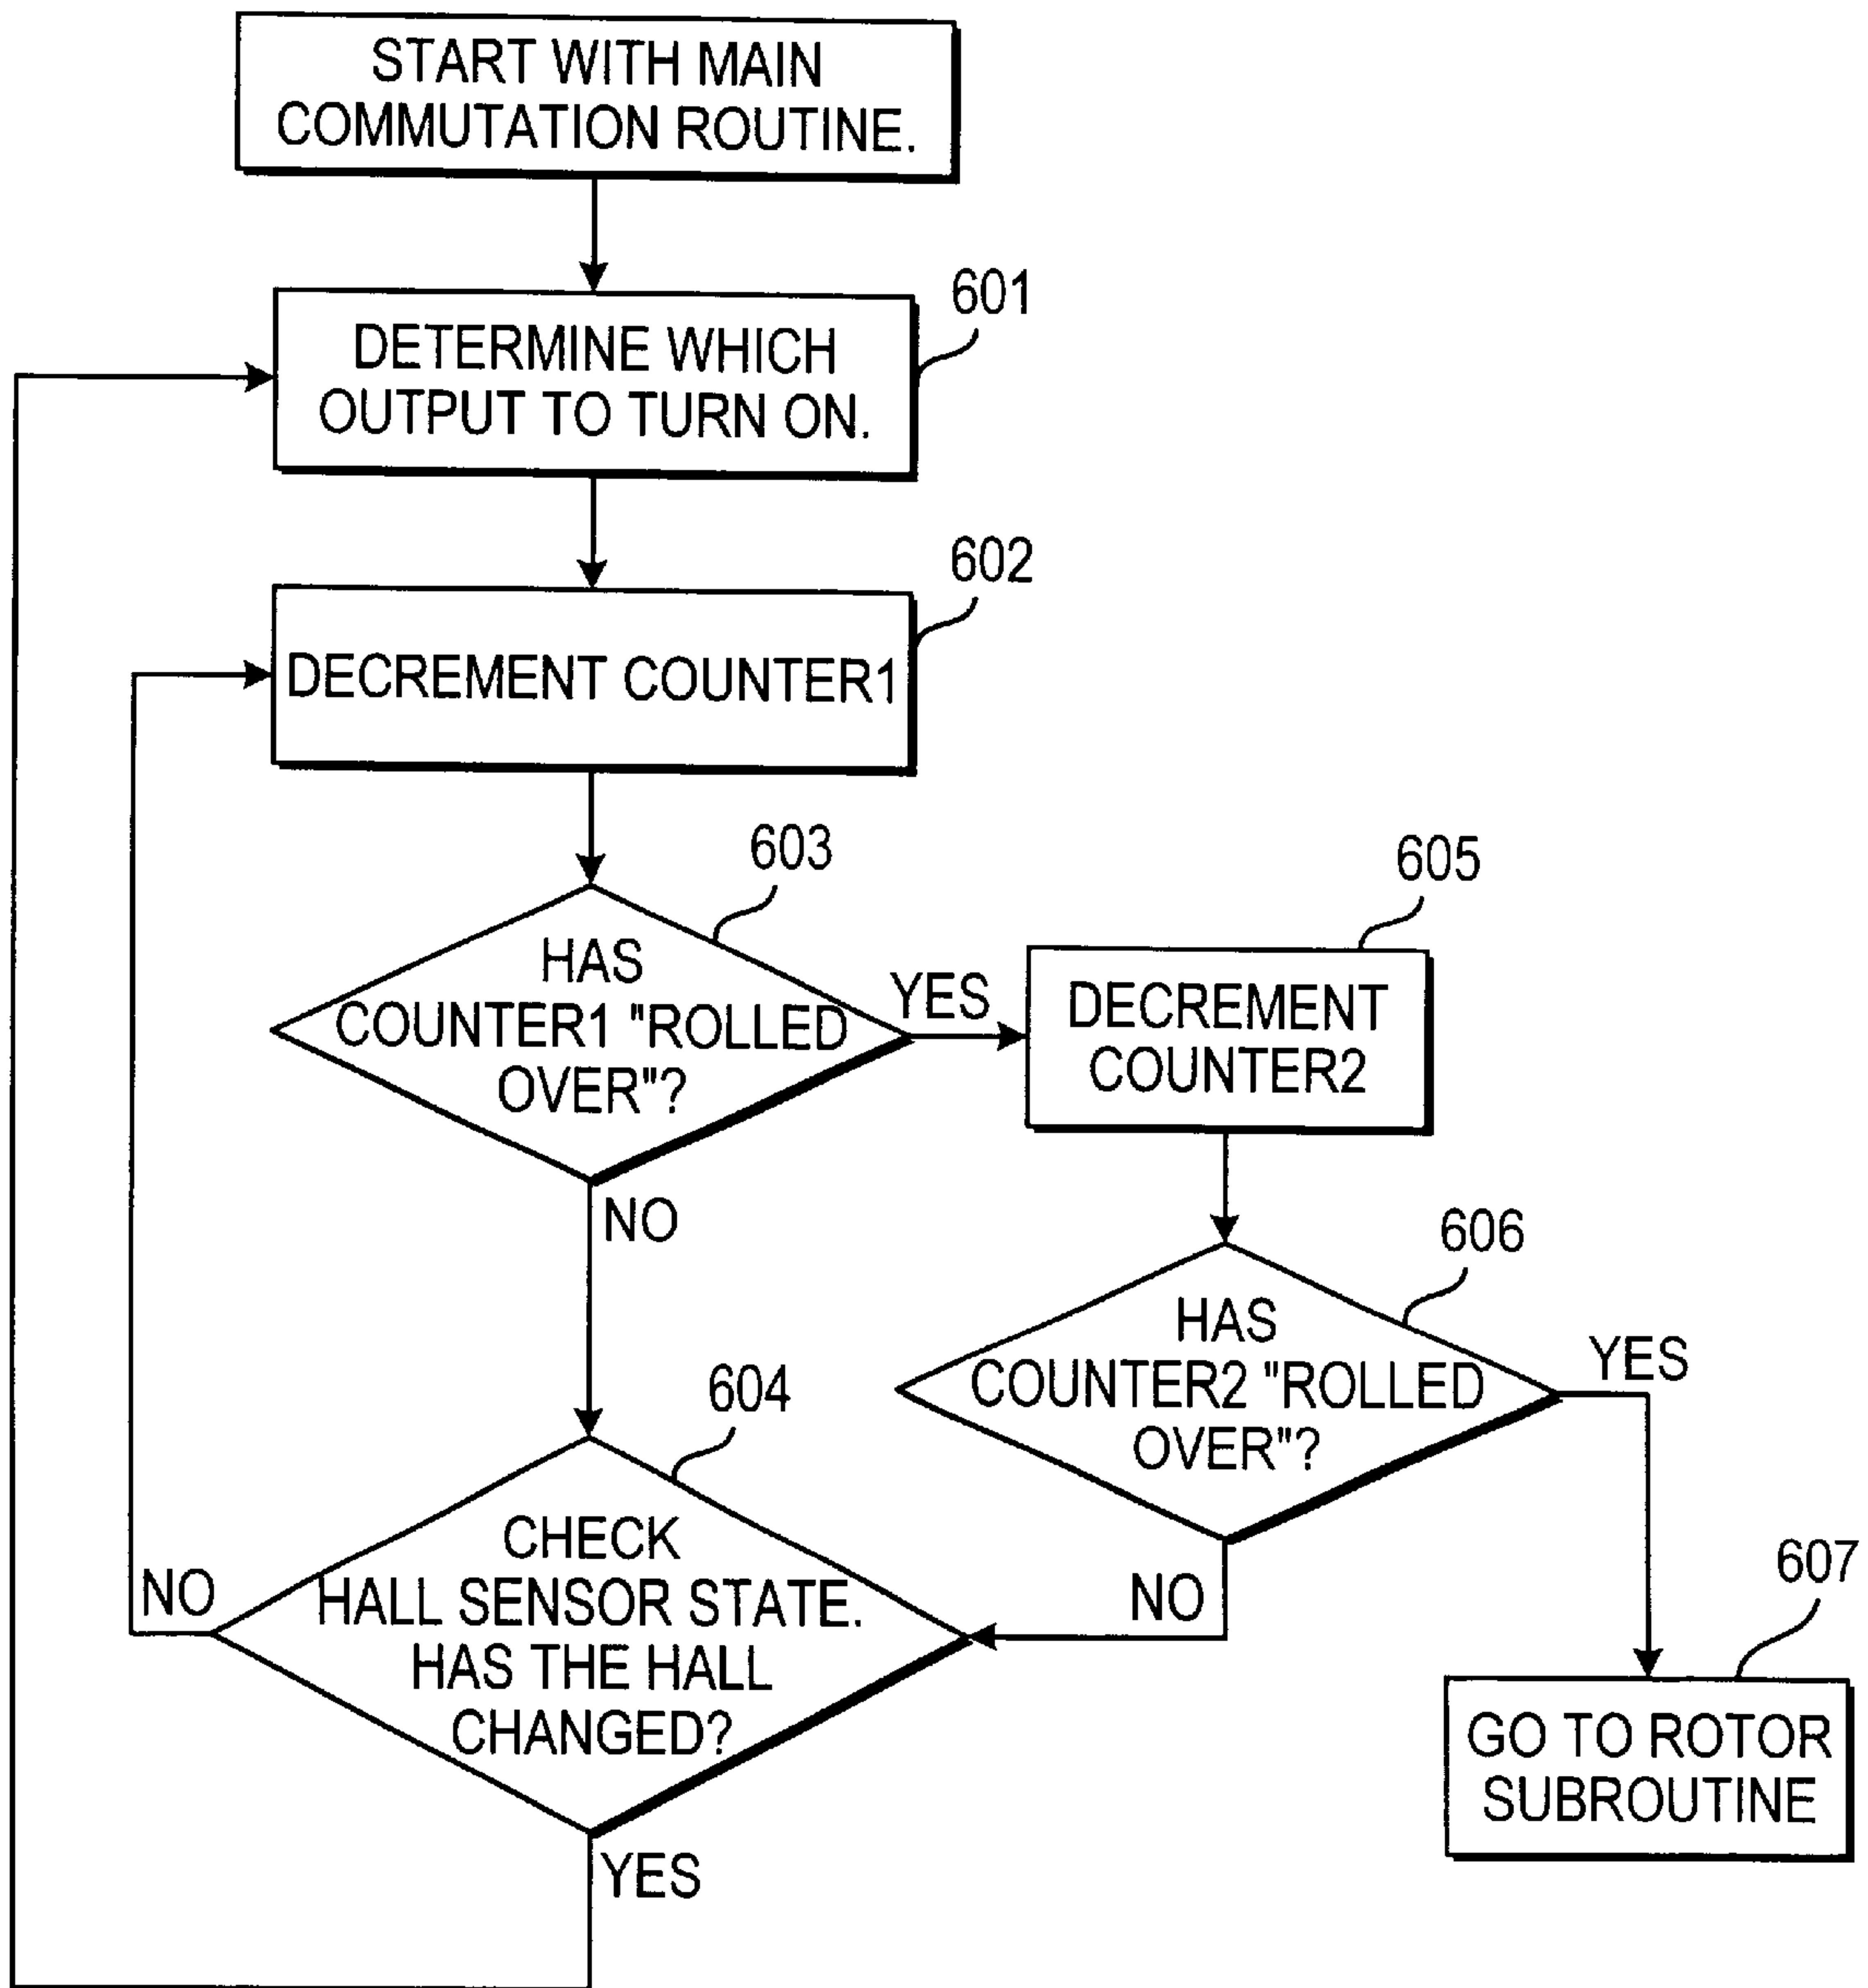 START WITH MAIN
COMMUTATION ROUTINE.
601
DETERMINE WHICH
OUTPUT TO TURN ON.
602
DECREMENT COUNTER1
603
HAS
COUNTER1 "ROLLED
OVER"?
YES
NO
605
DECREMENT
COUNTER2
606
HAS
COUNTER2 "ROLLED
OVER"?
YES
NO
604
CHECK
HALL SENSOR STATE.
HAS THE HALL
CHANGED?
NO
YES
607
GO TO ROTOR
SUBROUTINE